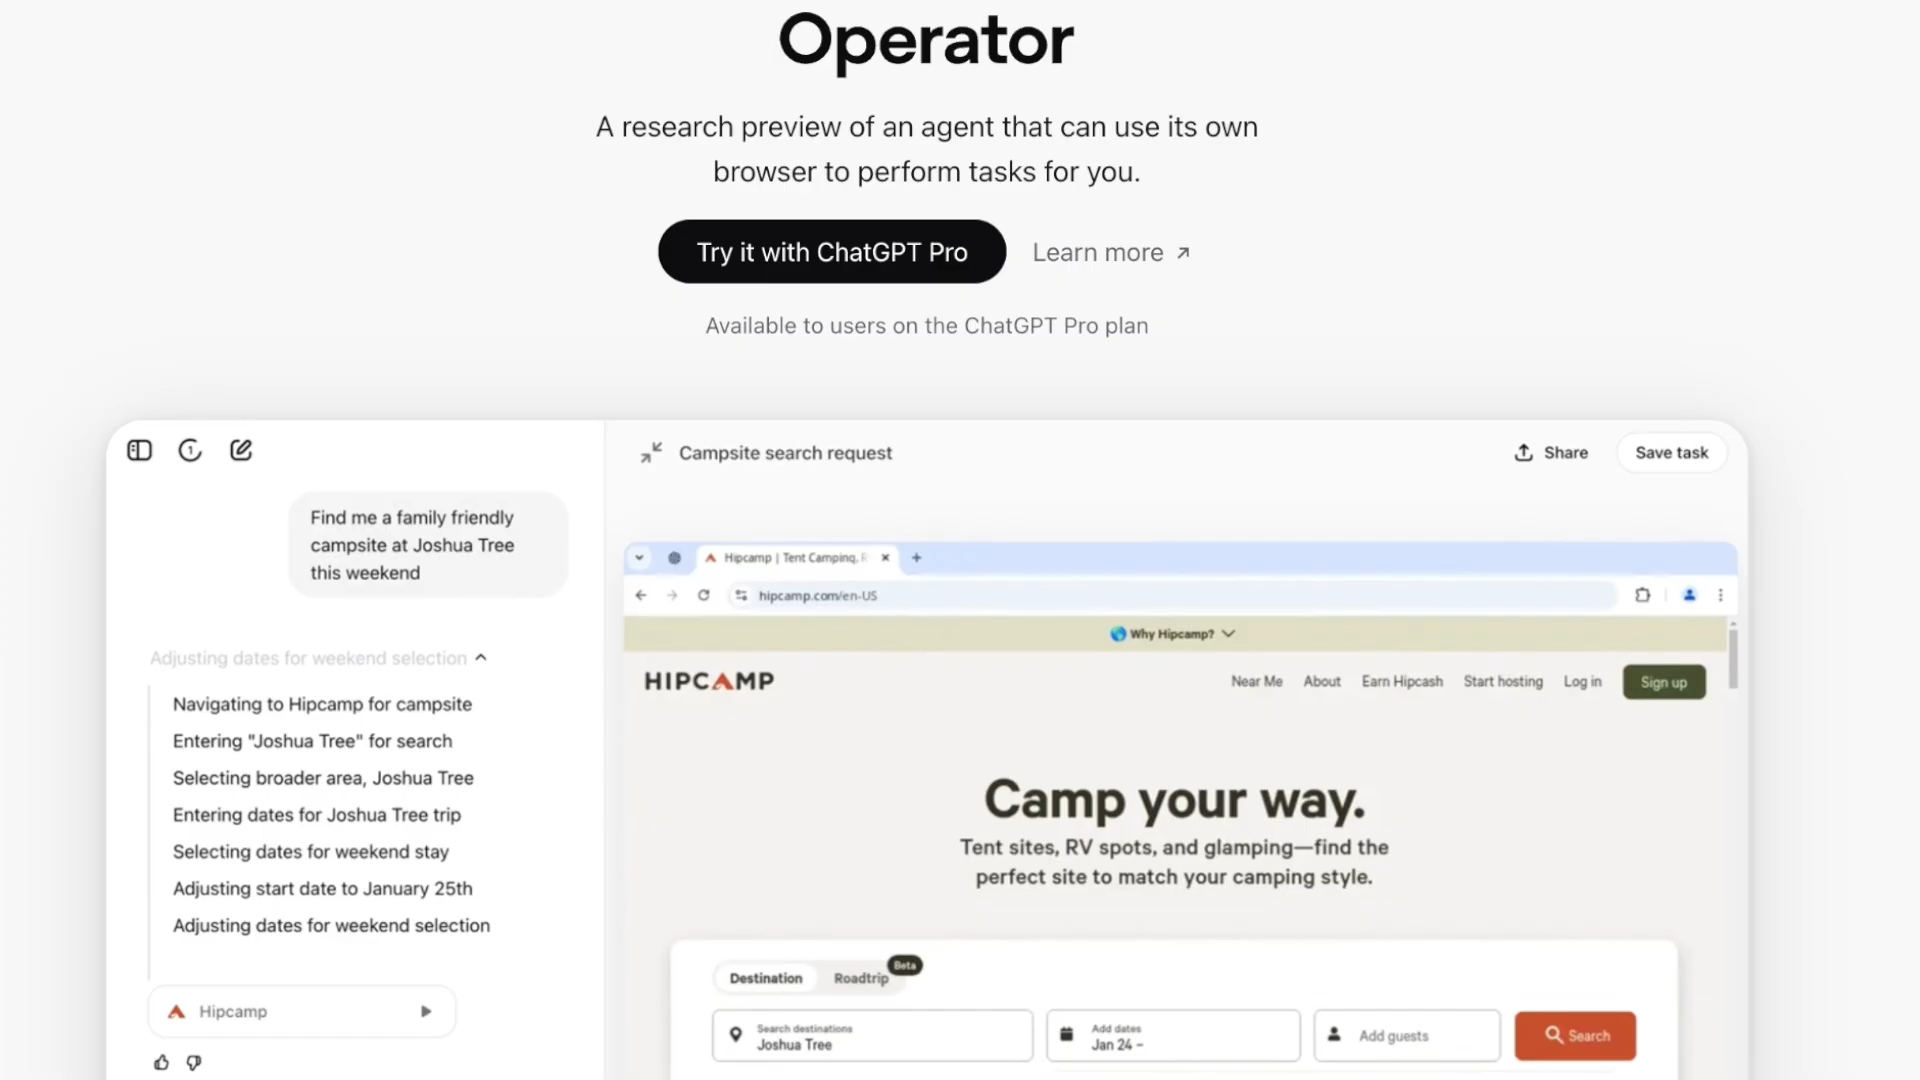 Operator
A research preview of an agent that can use its own
browser to perform tasks for you.
Try it with ChatGPT Pro
Learn more ↗
Available to users on the ChatGPT Pro plan
1
Find me a family friendly
campsite at Joshua Tree
this weekend
Adjusting dates for weekend selection
Navigating to Hipcamp for campsite
Entering "Joshua Tree" for search
Selecting broader area, Joshua Tree
Entering dates for Joshua Tree trip
Selecting dates for weekend stay
Adjusting start date to January 25th
Adjusting dates for weekend selection
Hipcamp
Campsite search request
Share
Save task
Hipcamp | Tent Camping, R
hipcamp.com/en-US
Why Hipcamp?
HIPCAMP
Near Me
About
Earn Hipcash
Start hosting
Log in
Sign up
Camp your way.
Tent sites, RV spots, and glamping—find the
perfect site to match your camping style.
Destination
Roadtrip
Beta
Search destinations
Joshua Tree
Add dates
Jan 24 –
Add guests
Search